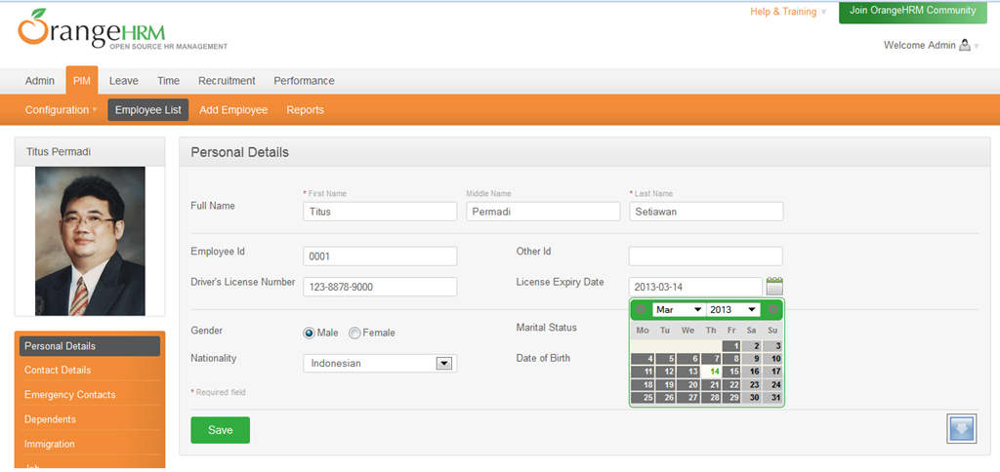 OrangeHRM
OPEN SOURCE HR MANAGEMENT
Help & Training
Join OrangeHRM Community
Welcome Admin
Admin PIM Leave Time Recruitment Performance
Configuration Employee List Add Employee Reports
Titus Permadi
Personal Details
Contact Details
Emergency Contacts
Dependents
Immigration
Job
Personal Details
* First Name Middle Name * Last Name
Full Name Titus Permadi Setiawan
Employee Id 0001 Other Id
Driver's License Number 123-8878-9000 License Expiry Date 2013-03-14
Mar 2013
Mo Tu We Th Fr Sa Su
1 2 3
4 5 6 7 8 9 10
11 12 13 14 15 16 17
18 19 20 21 22 23 24
25 26 27 28 29 30 31
Gender Male Female Marital Status
Nationality Indonesian Date of Birth
* Required field
Save